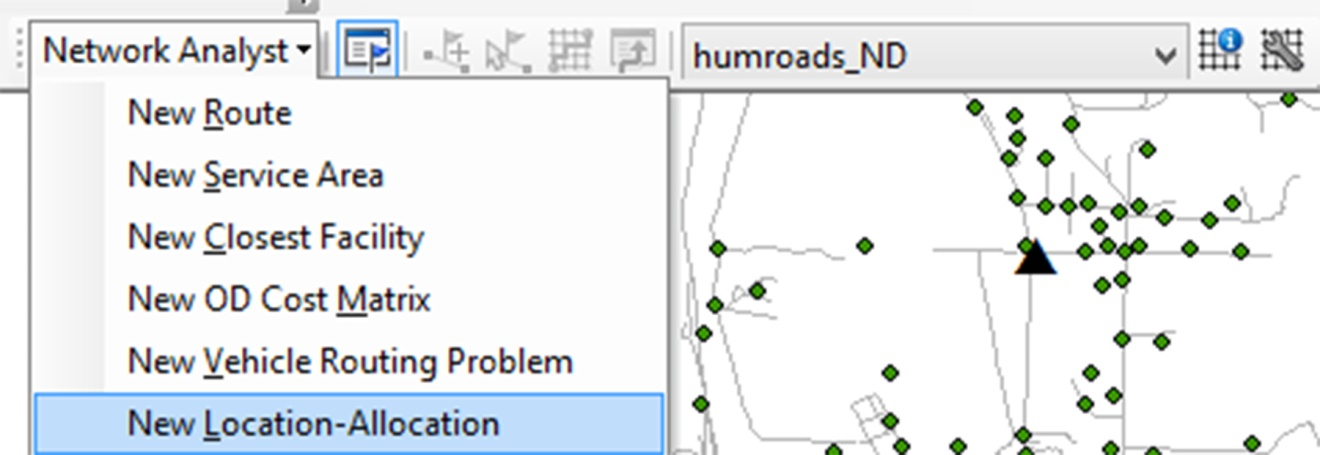 Network Analyst
humroads_ND
New Route
New Service Area
New Closest Facility
New OD Cost Matrix
New Vehicle Routing Problem
New Location-Allocation